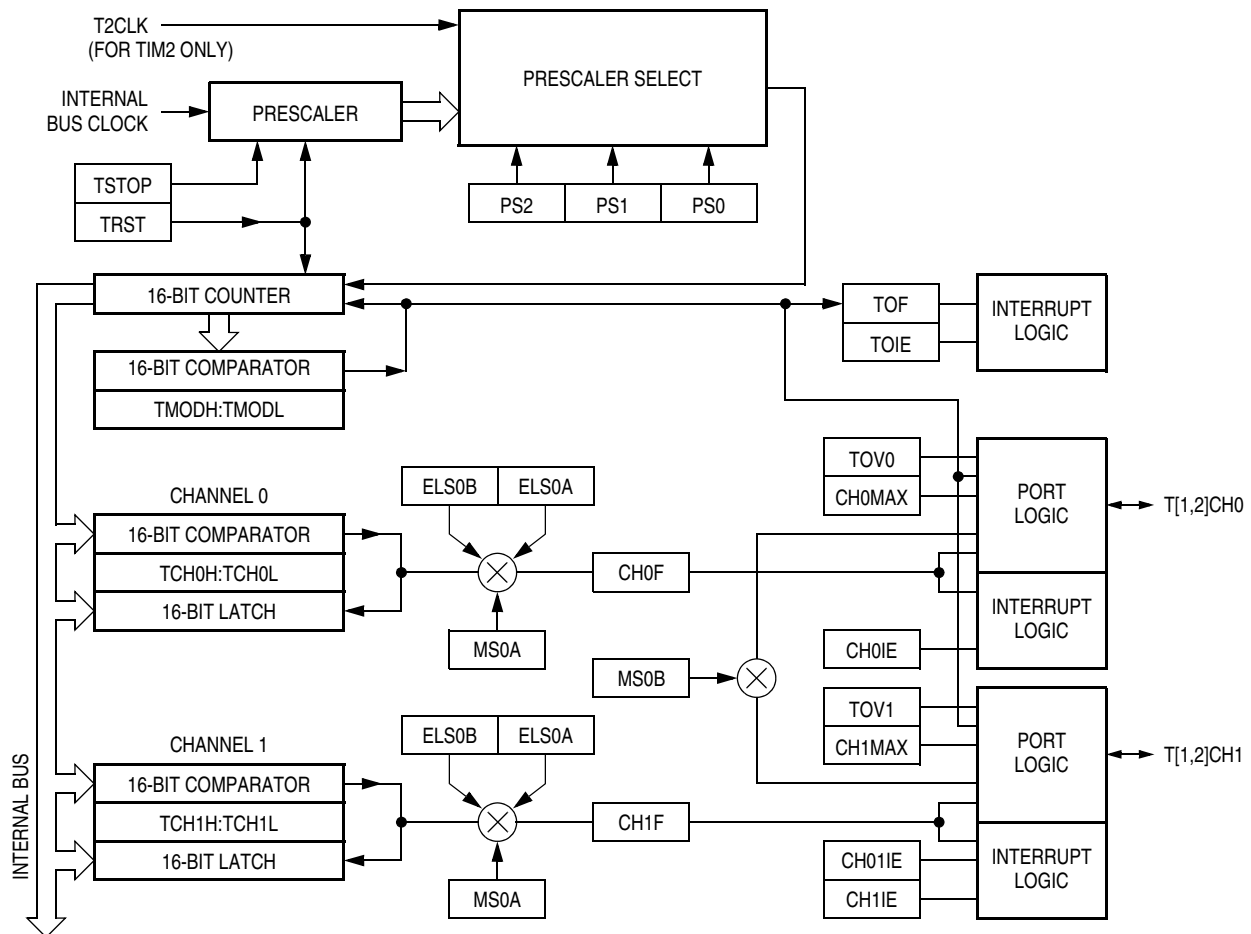 T2CLK
(FOR TIM2 ONLY)
PRESCALER SELECT
INTERNAL
BUS CLOCK
PRESCALER
TSTOP
TRST
PS2
PS1
PS0
16-BIT COUNTER
16-BIT COMPARATOR
TMODH:TMODL
TOF
TOIE
INTERRUPT
LOGIC
CHANNEL 0
16-BIT COMPARATOR
TCH0H:TCH0L
16-BIT LATCH
ELS0B
ELS0A
MS0A
CH0F
TOV0
CH0MAX
PORT
LOGIC
T[1,2]CH0
INTERRUPT
LOGIC
CH0IE
MS0B
CHANNEL 1
16-BIT COMPARATOR
TCH1H:TCH1L
16-BIT LATCH
ELS0B
ELS0A
MS0A
CH1F
TOV1
CH1MAX
PORT
LOGIC
T[1,2]CH1
INTERRUPT
LOGIC
CH01IE
CH1IE
INTERNAL BUS